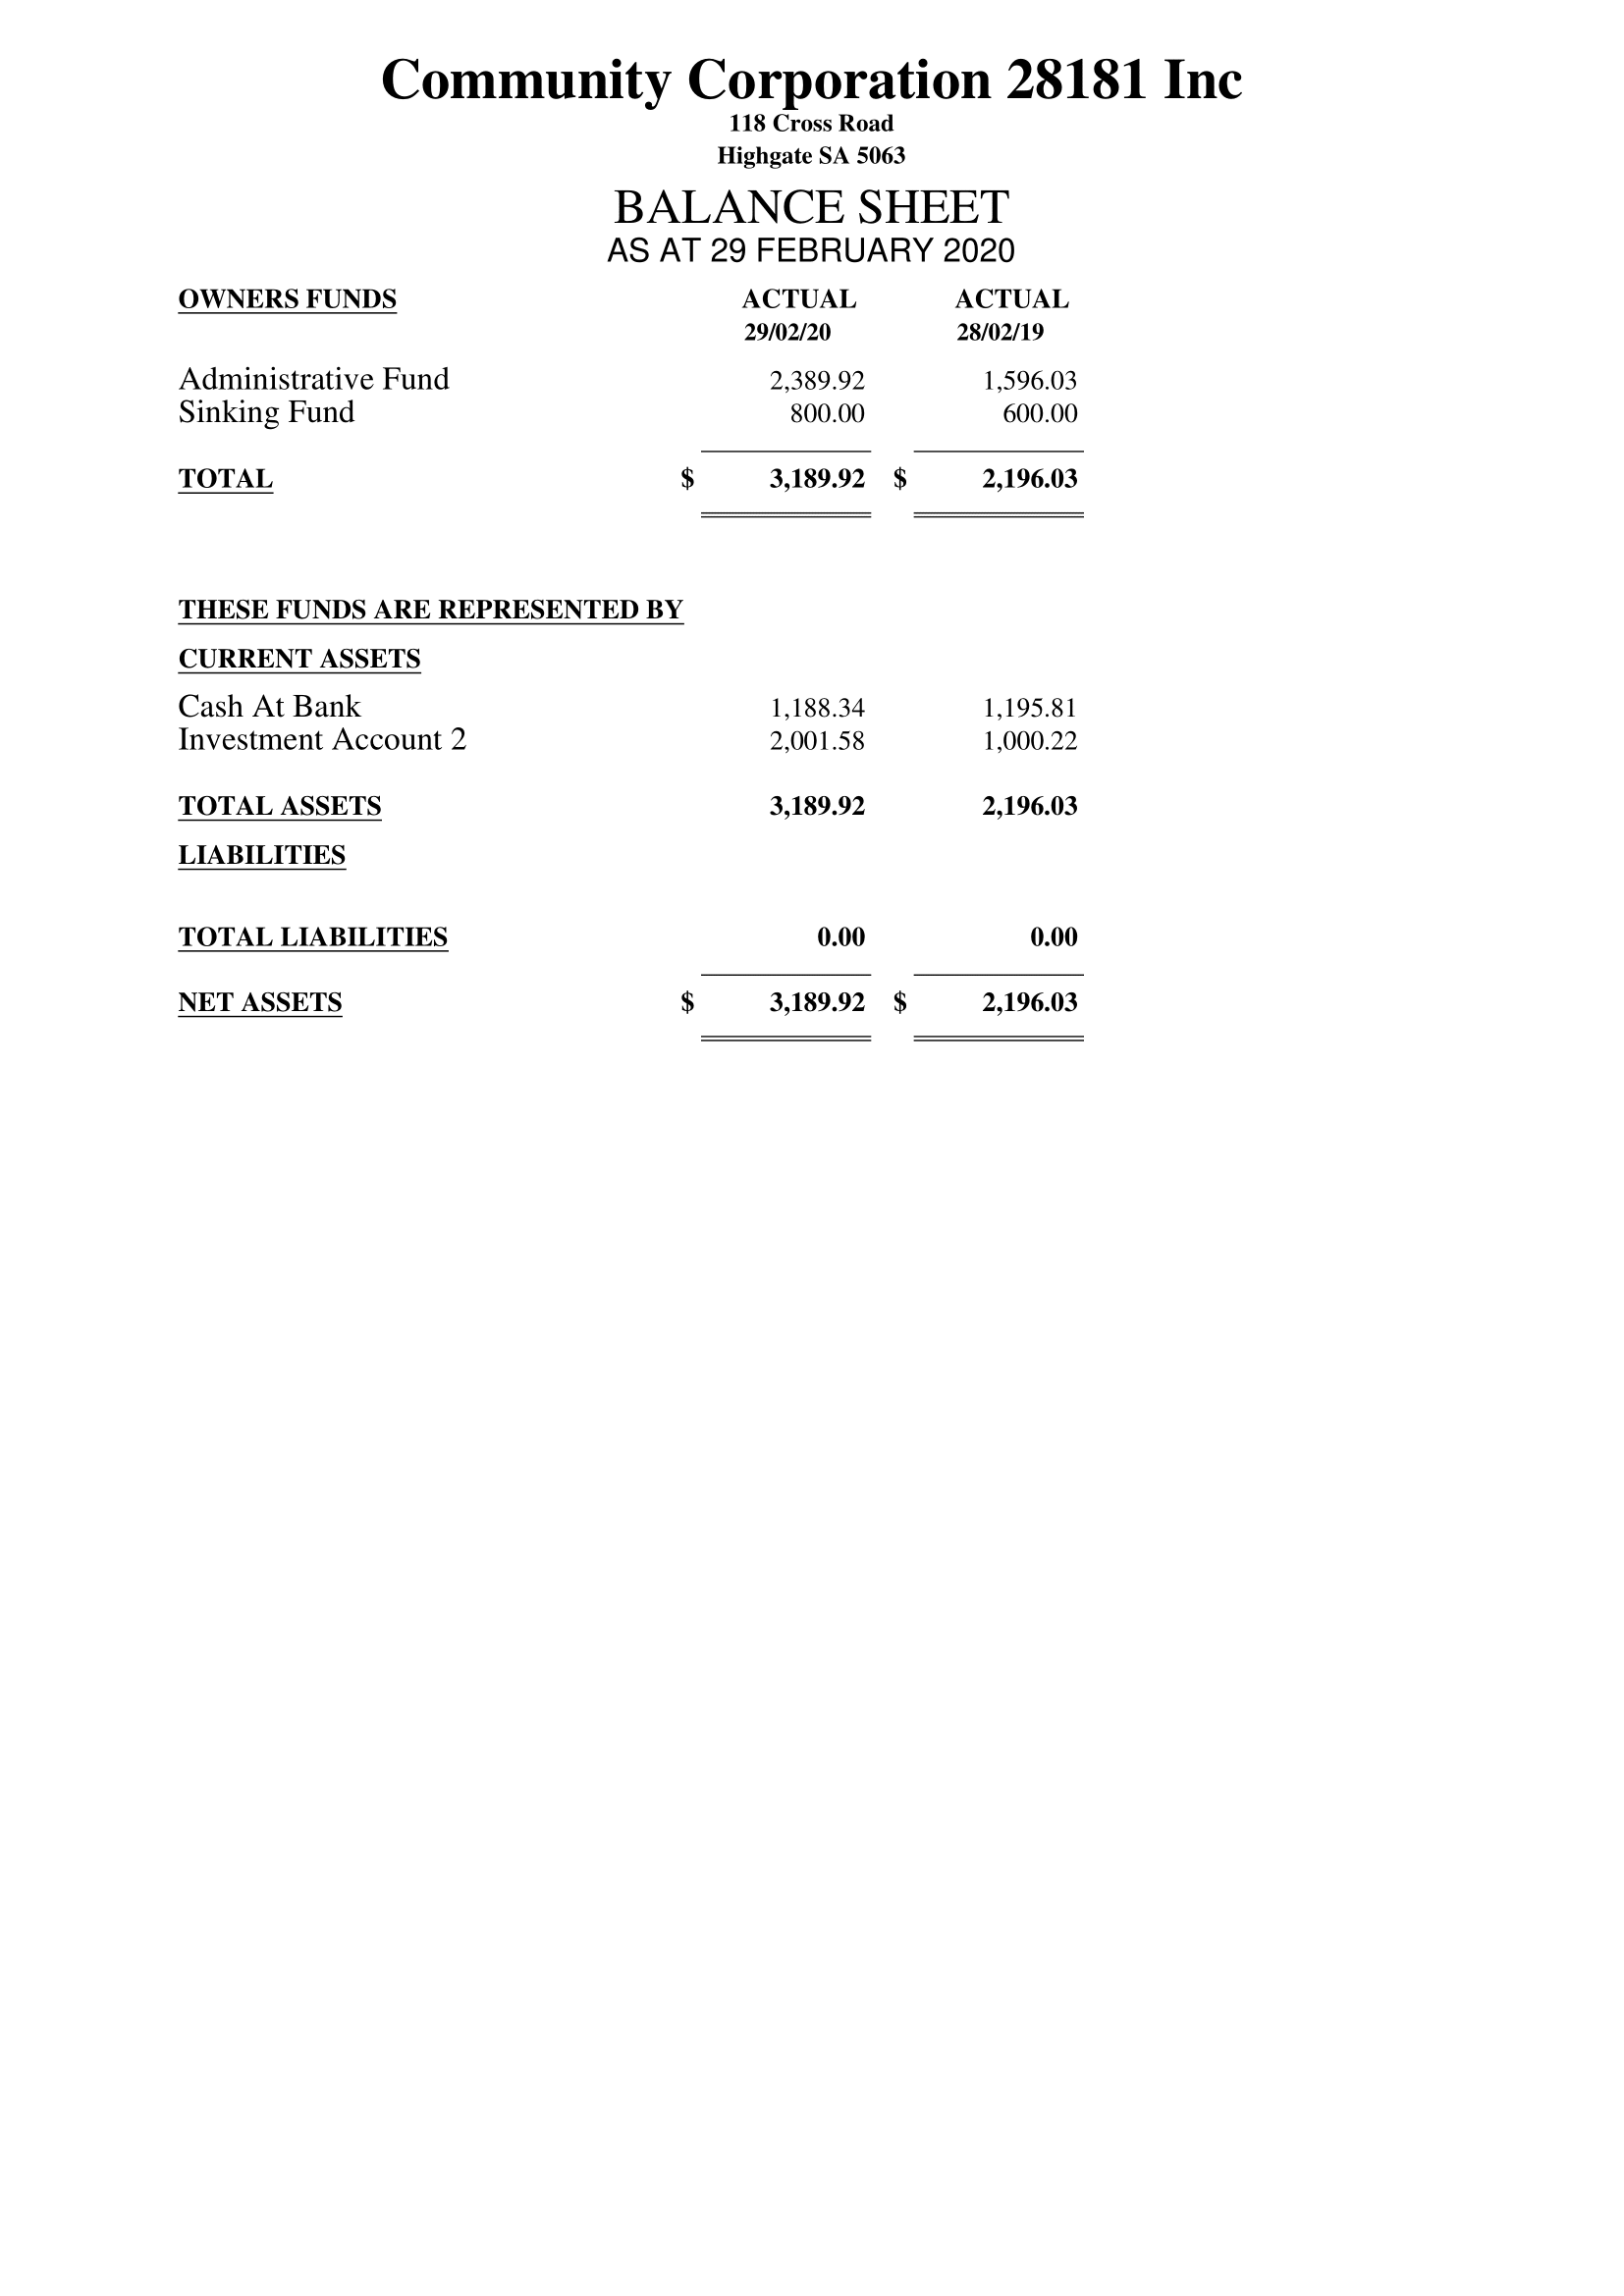 Community Corporation 28181 Inc
118 Cross Road
Highgate SA 5063
BALANCE SHEET
AS AT 29 FEBRUARY 2020
OWNERS FUNDS ACTUAL ACTUAL
29/02/20 28/02/19
Administrative Fund 2,389.92 1,596.03
Sinking Fund 800.00 600.00
TOTAL $ 3,189.92 $ 2,196.03
THESE FUNDS ARE REPRESENTED BY
CURRENT ASSETS
Cash At Bank 1,188.34 1,195.81
Investment Account 2 2,001.58 1,000.22
TOTAL ASSETS 3,189.92 2,196.03
LIABILITIES
TOTAL LIABILITIES 0.00 0.00
NET ASSETS $ 3,189.92 $ 2,196.03